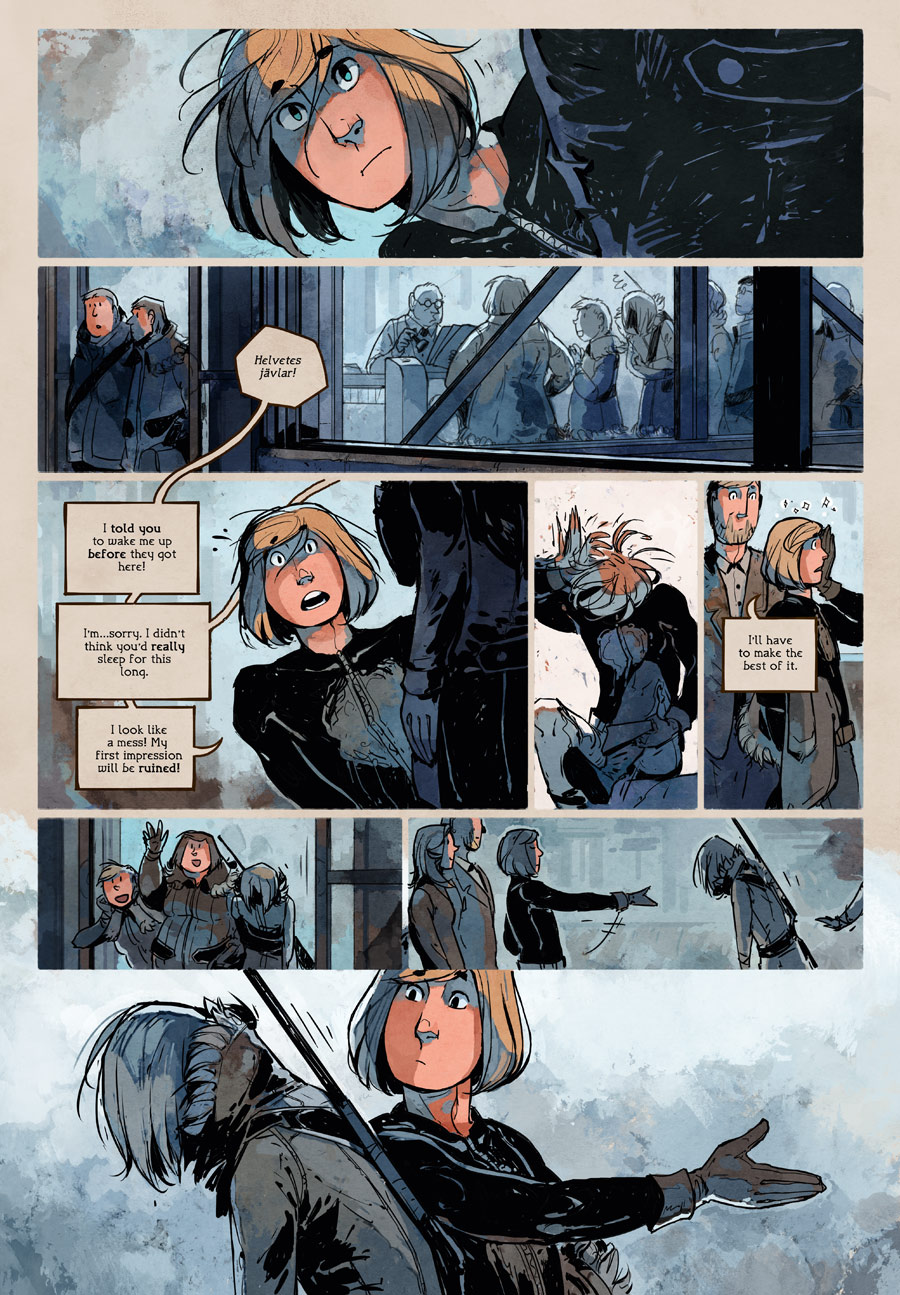 Helvetes
jävlar!
I told you
to wake me up
before they got
here!
I'm...sorry. I didn't
think you'd really
sleep for this
long.
I look like
a mess! My
first impression
will be ruined!
I'll have
to make the
best of it.